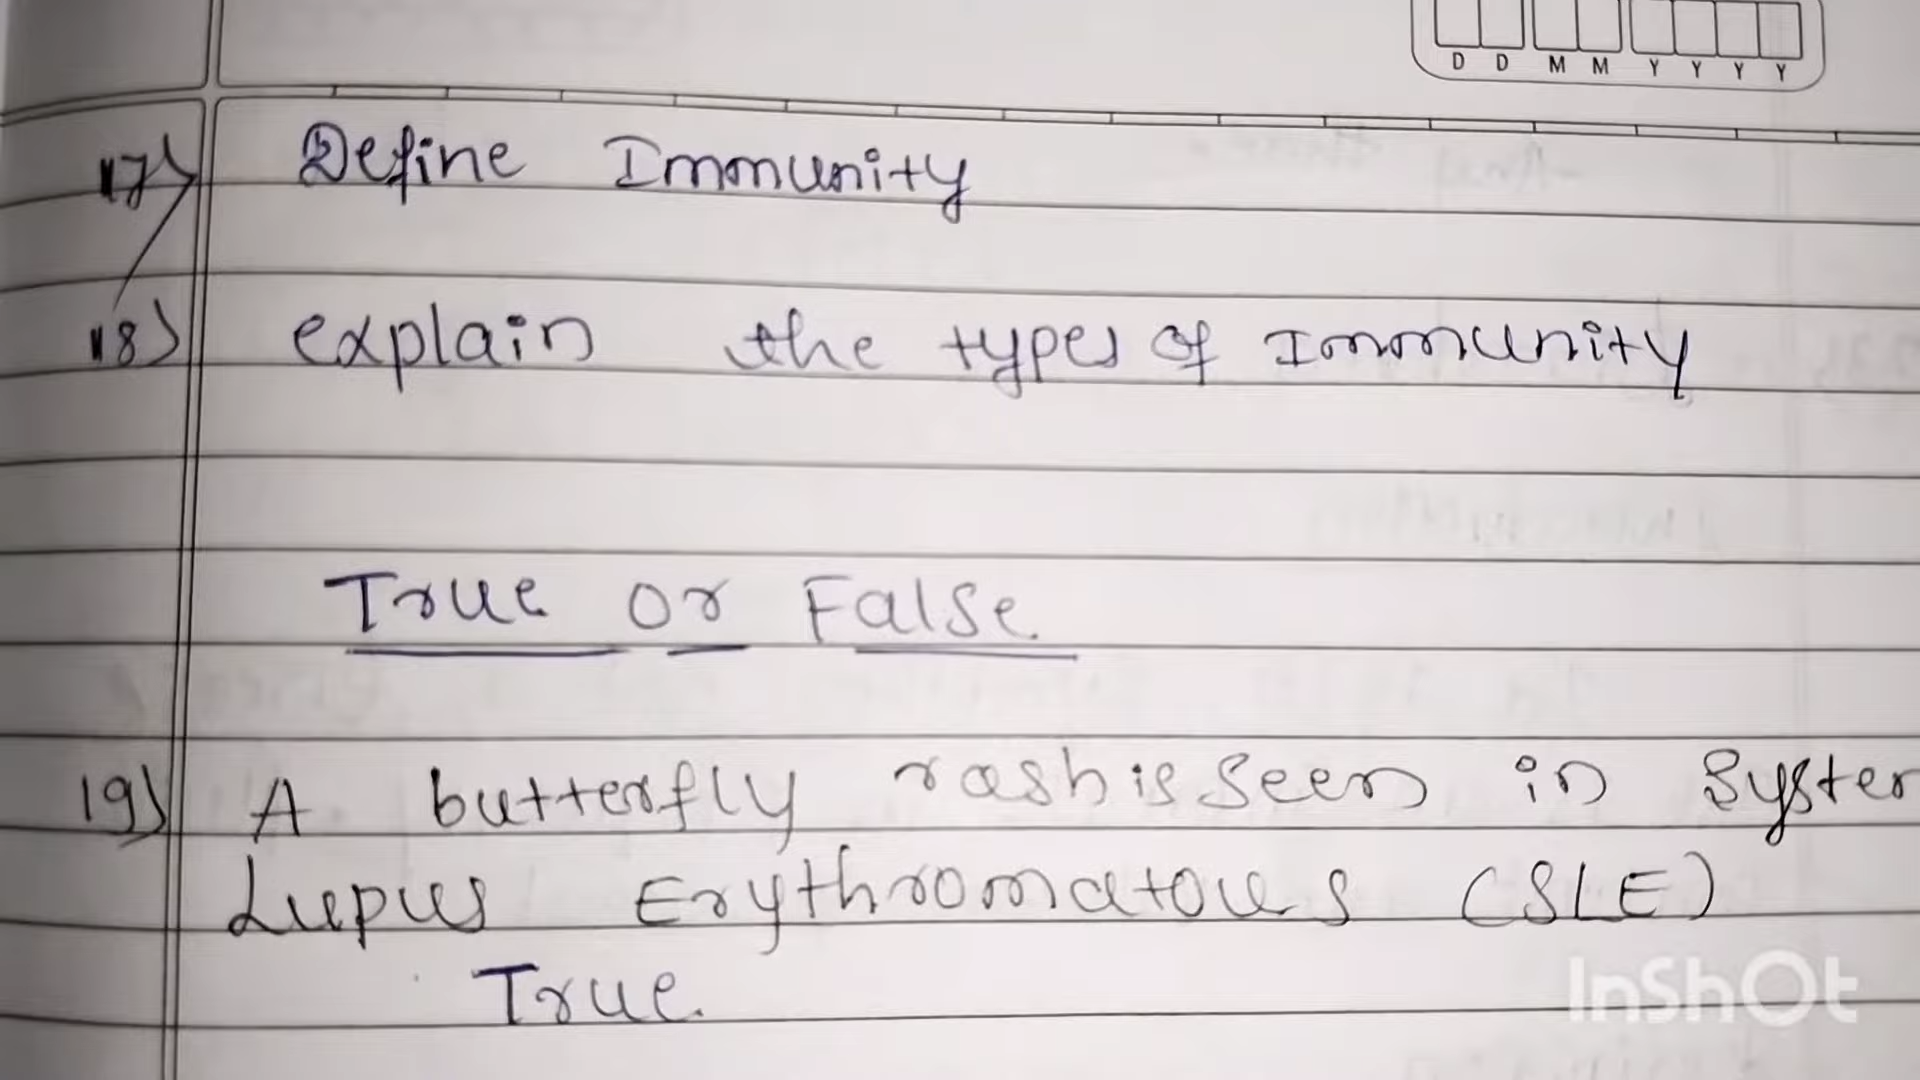 D D M M Y Y Y Y
17) Define Immunity
18) explain the types of Immunity
True or False
19) A butterfly rash is seen in Syster
Lupus Erythromatous (SLE)
True
InShOt